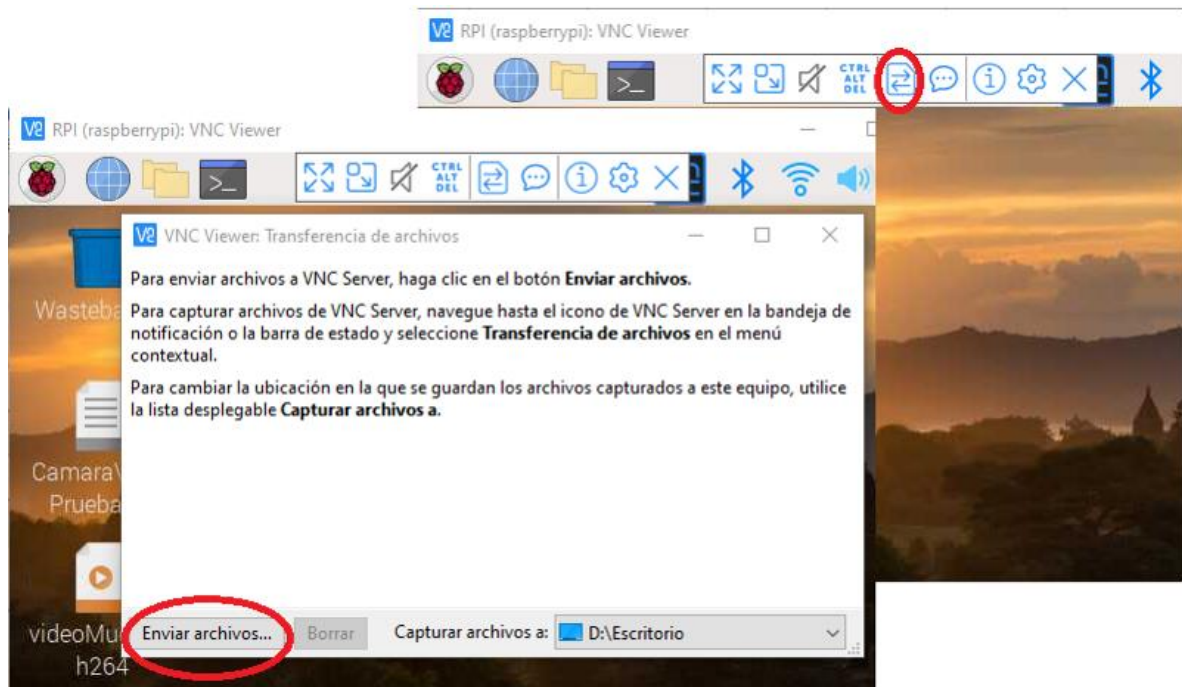 RPI (raspberrypi): VNC Viewer
CTRL
ALT
DEL
RPI (raspberrypi): VNC Viewer
CTRL
ALT
DEL
VNC Viewer: Transferencia de archivos
Para enviar archivos a VNC Server, haga clic en el botón Enviar archivos.
Para capturar archivos de VNC Server, navegue hasta el icono de VNC Server en la bandeja de
notificación o la barra de estado y seleccione Transferencia de archivos en el menú
contextual.
Para cambiar la ubicación en la que se guardan los archivos capturados a este equipo, utilice
la lista desplegable Capturar archivos a.
Wasteba
Camara
Prueba
videoMu
h264
Enviar archivos...
Borrar
Capturar archivos a:
D:\Escritorio